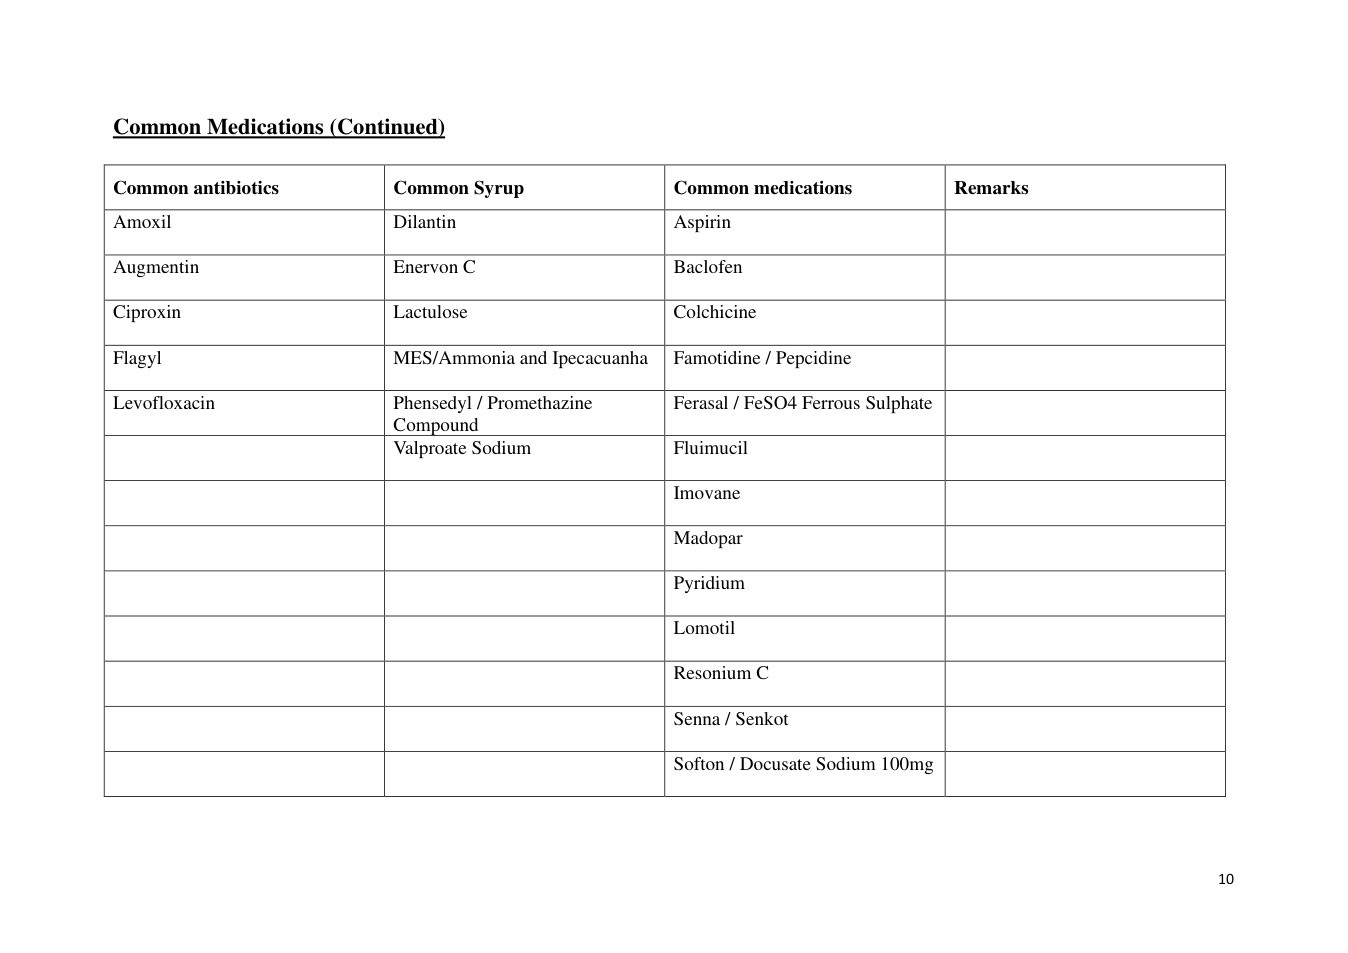 Common Medications (Continued)
Common antibiotics Common Syrup Common medications Remarks
Amoxil Dilantin Aspirin
Augmentin Enervon C Baclofen
Ciproxin Lactulose Colchicine
Flagyl MES/Ammonia and Ipecacuanha Famotidine / Pepcidine
Levofloxacin Phensedyl / Promethazine Ferasal / FeSO4 Ferrous Sulphate
Compound
Valproate Sodium Fluimucil
Imovane
Madopar
Pyridium
Lomotil
Resonium C
Senna / Senkot
Softon / Docusate Sodium 100mg
10